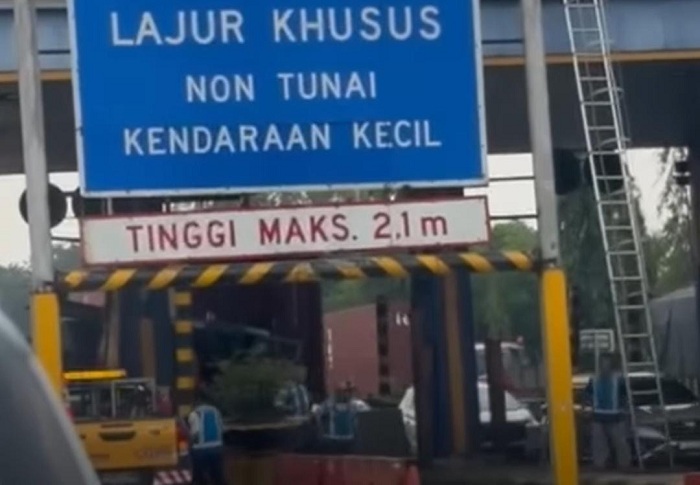 LAJUR KHUSUS
NON TUNAI
KENDARAAN KECIL
TINGGI MAKS. 2,1 m